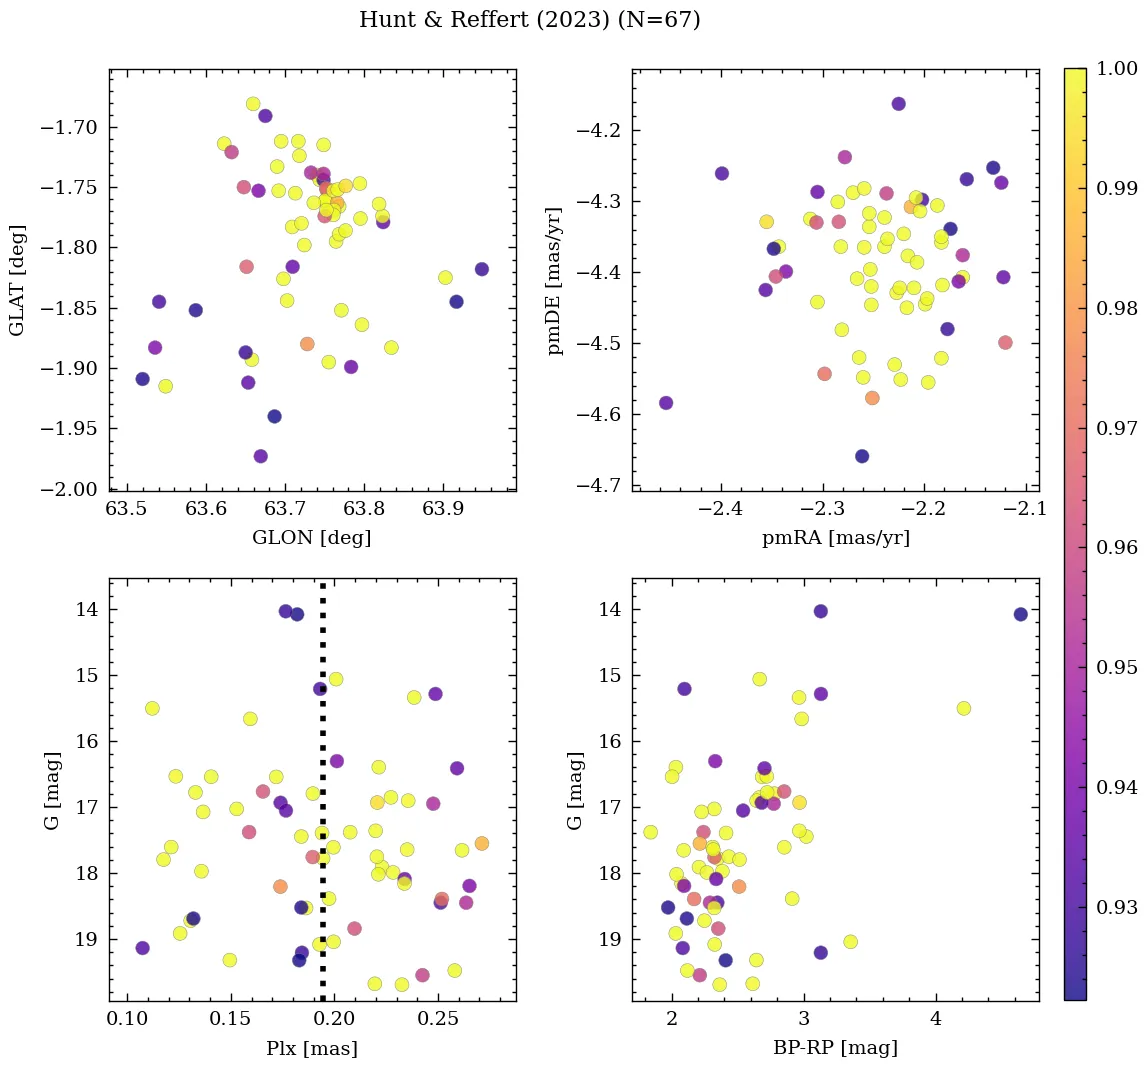 Hunt & Reffert (2023) (N=67)
−1.70
−1.75
−1.80
−1.85
−1.90
−1.95
−2.00
GLAT [deg]
63.5 63.6 63.7 63.8 63.9
GLON [deg]
−4.2
−4.3
−4.4
−4.5
−4.6
−4.7
pmDE [mas/yr]
−2.4 −2.3 −2.2 −2.1
pmRA [mas/yr]
14
15
16
17
18
19
G [mag]
0.10 0.15 0.20 0.25
Plx [mas]
14
15
16
17
18
19
G [mag]
2 3 4
BP-RP [mag]
1.00
0.99
0.98
0.97
0.96
0.95
0.94
0.93